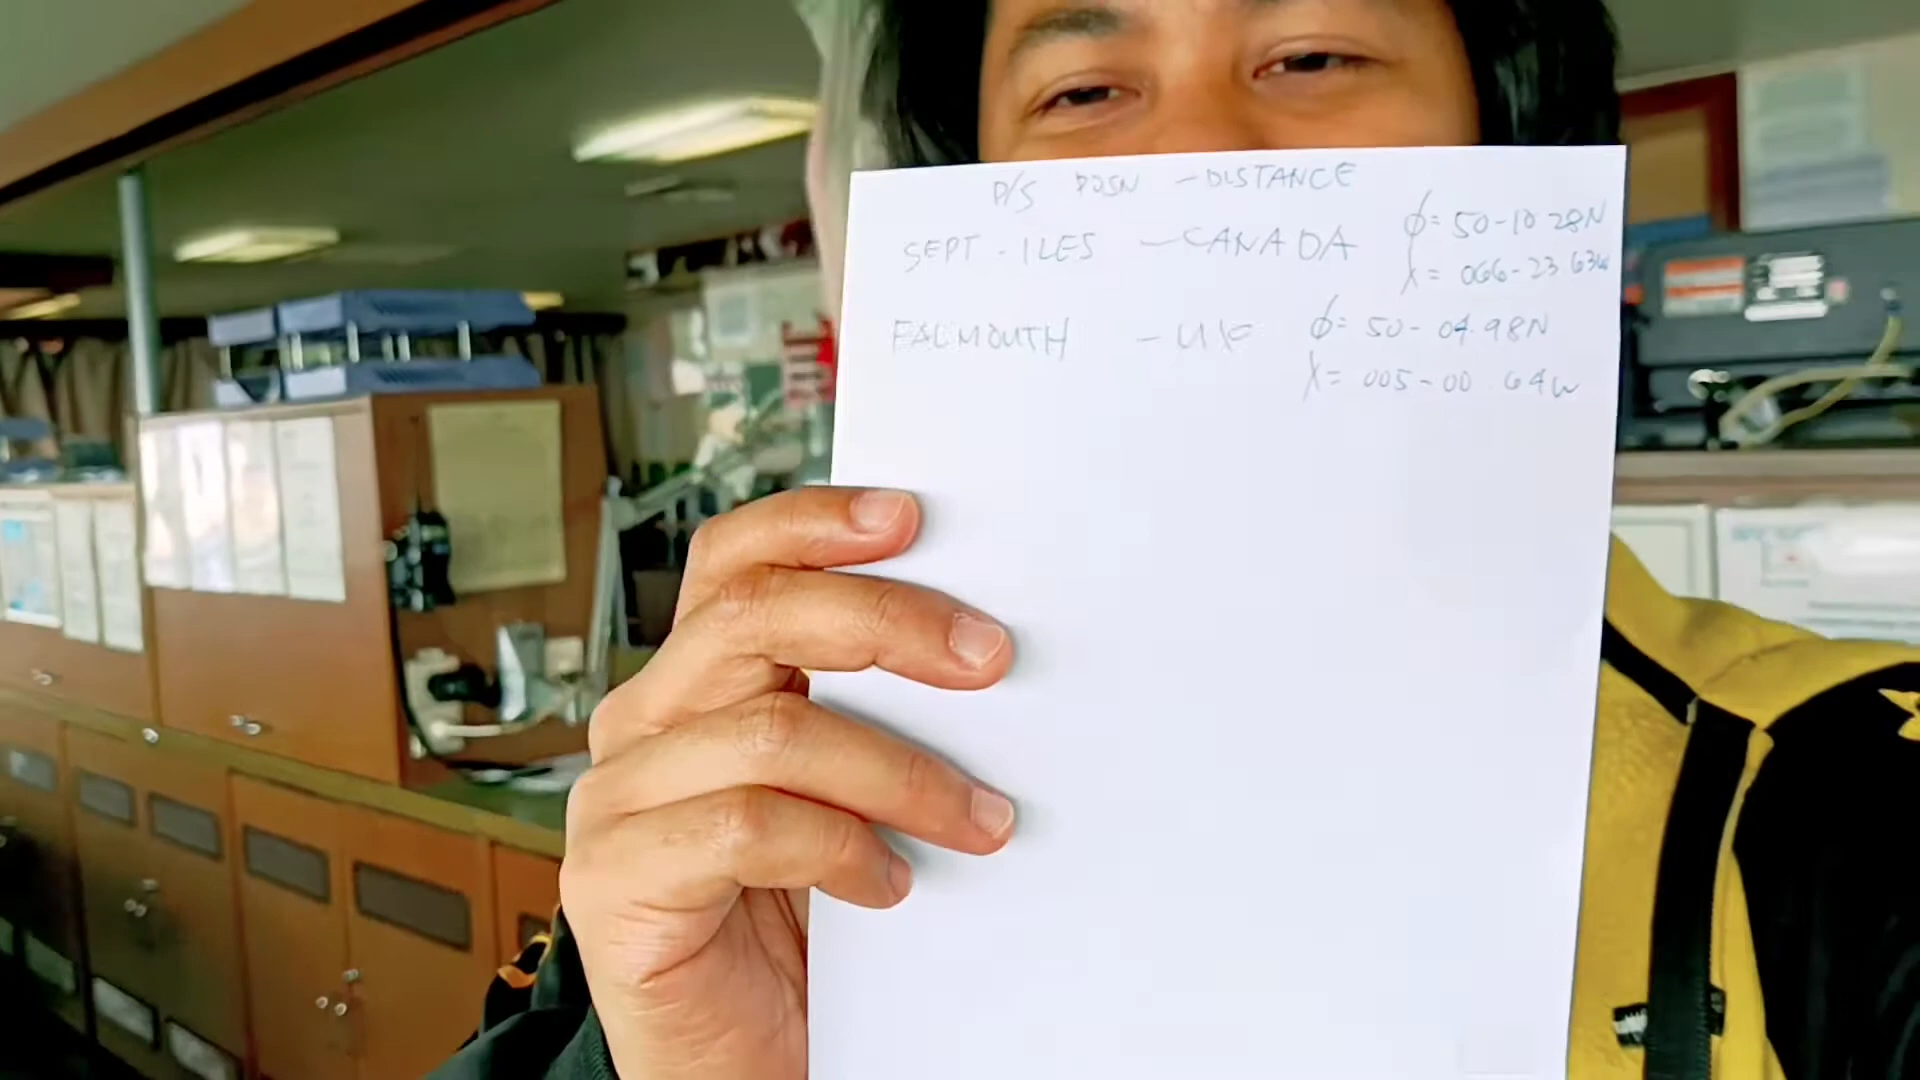 P/S POSN - DISTANCE
SEPT-ILES - CANADA φ= 50-10.28N
λ= 066-23.63W
FALMOUTH - UK φ= 50-04.98N
λ= 005-00.64W